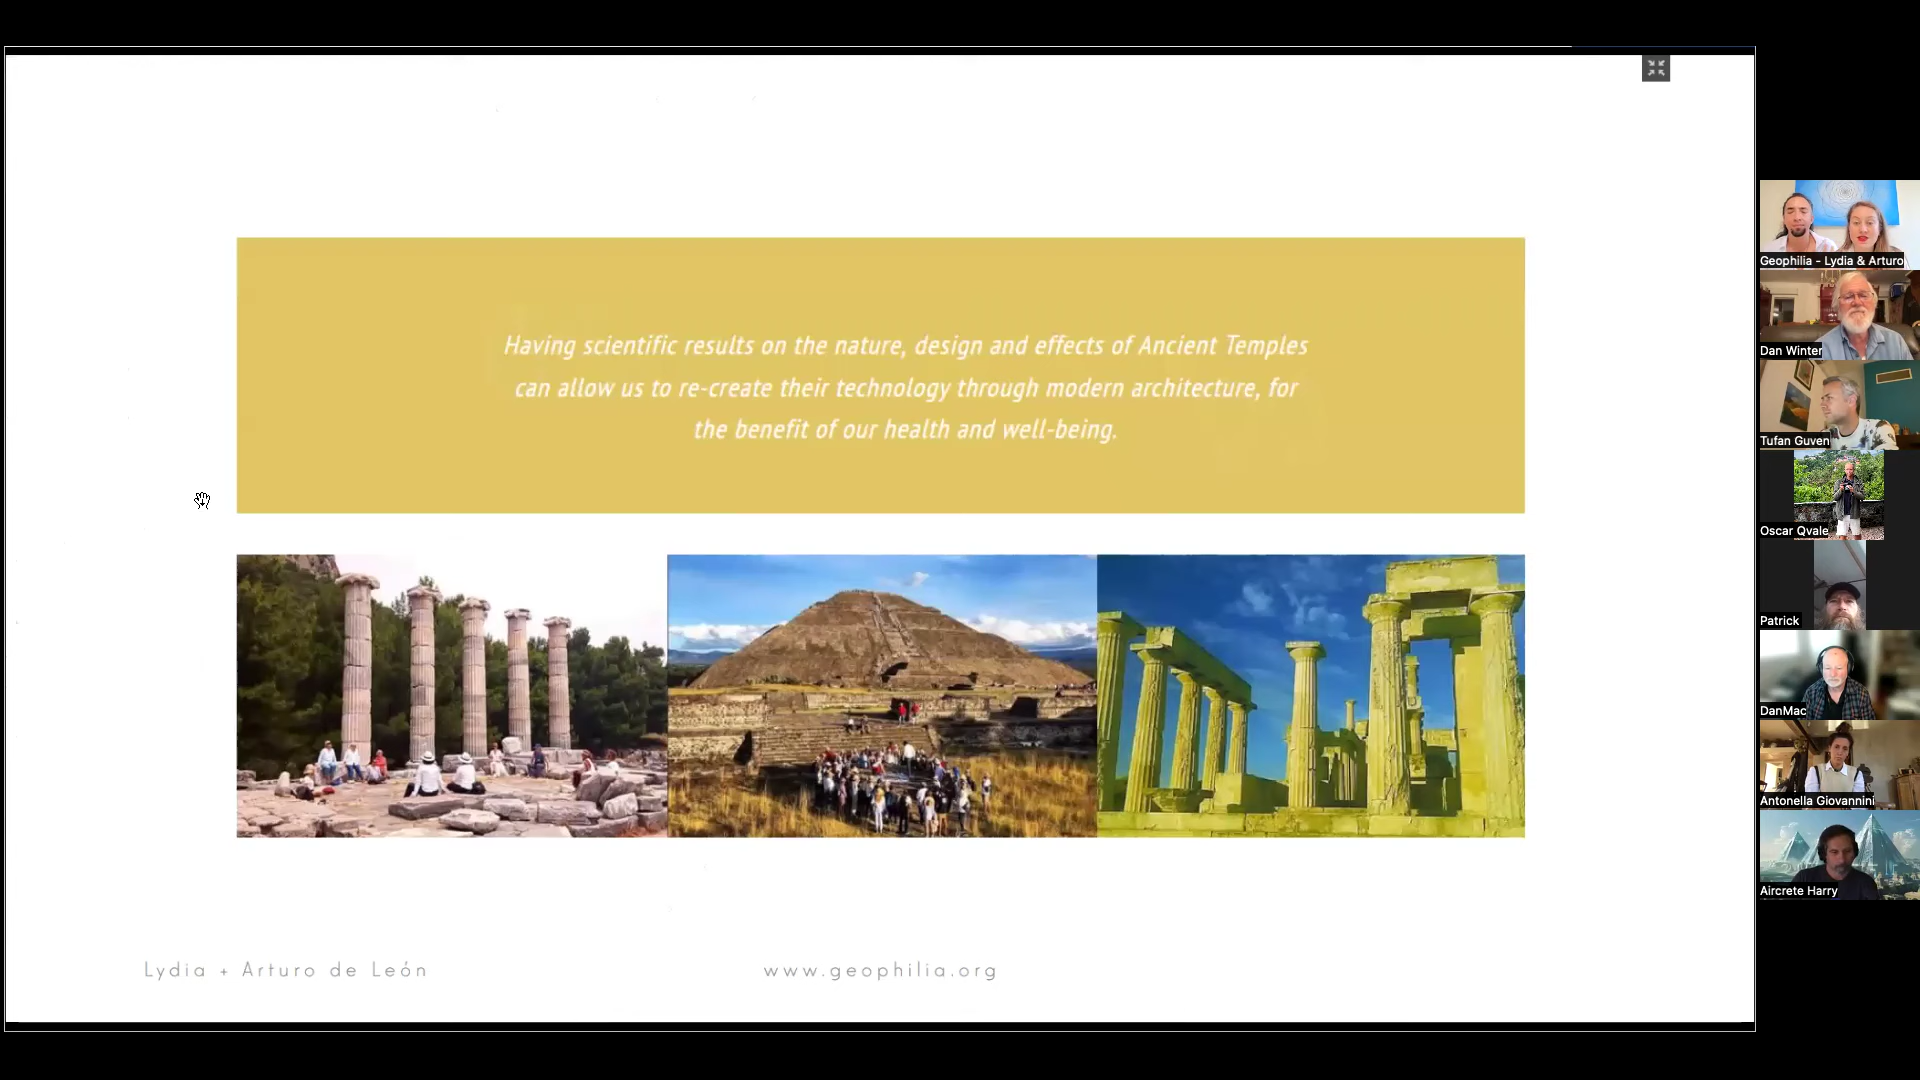 Having scientific results on the nature, design and effects of Ancient Temples
can allow us to re-create their technology through modern architecture, for
the benefit of our health and well-being.
Lydia + Arturo de León
www.geophilia.org
Geophilia - Lydia & Arturo
Dan Winter
Tufan Guven
Oscar Qvale
Patrick
DanMac
Antonella Giovannini
Aircrete Harry